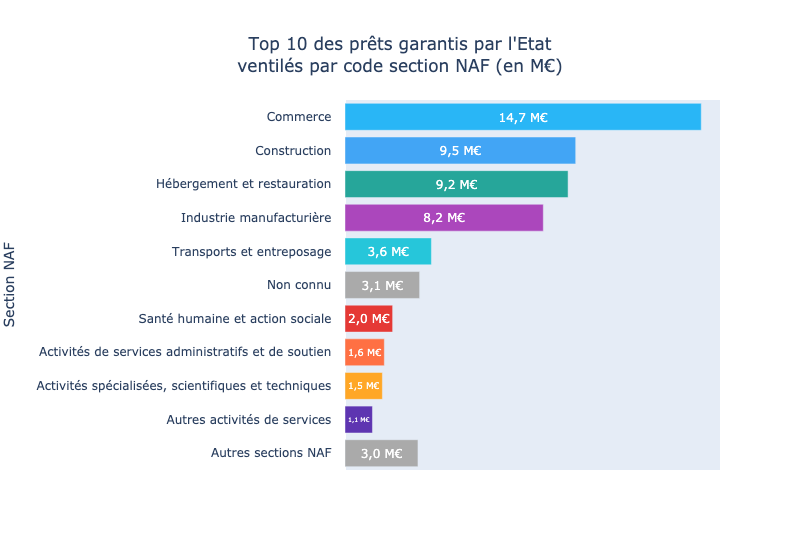 Top 10 des prêts garantis par l'Etat
ventilés par code section NAF (en M€)
Section NAF
Commerce 14,7 M€
Construction 9,5 M€
Hébergement et restauration 9,2 M€
Industrie manufacturière 8,2 M€
Transports et entreposage 3,6 M€
Non connu 3,1 M€
Santé humaine et action sociale 2,0 M€
Activités de services administratifs et de soutien 1,6 M€
Activités spécialisées, scientifiques et techniques 1,5 M€
Autres activités de services 1,1 M€
Autres sections NAF 3,0 M€